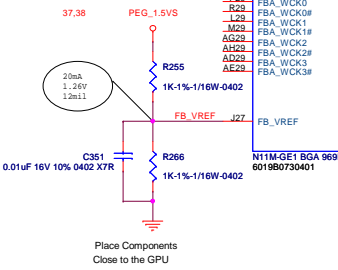 FBA_WCK0
R29 FBA_WCK0#
L29 FBA_WCK1
M29 FBA_WCK1#
AG29 FBA_WCK2
AH29 FBA_WCK2#
AD29 FBA_WCK3
AE29 FBA_WCK3#
37,38 PEG_1.5VS
R255
1K-1%-1/16W-0402
20mA
1.26V
12mil
FB_VREF J27 FB_VREF
C351
0.01uF 16V 10% 0402 X7R
R266
1K-1%-1/16W-0402
N11M-GE1 BGA 969
6019B0730401
Place Components
Close to the GPU